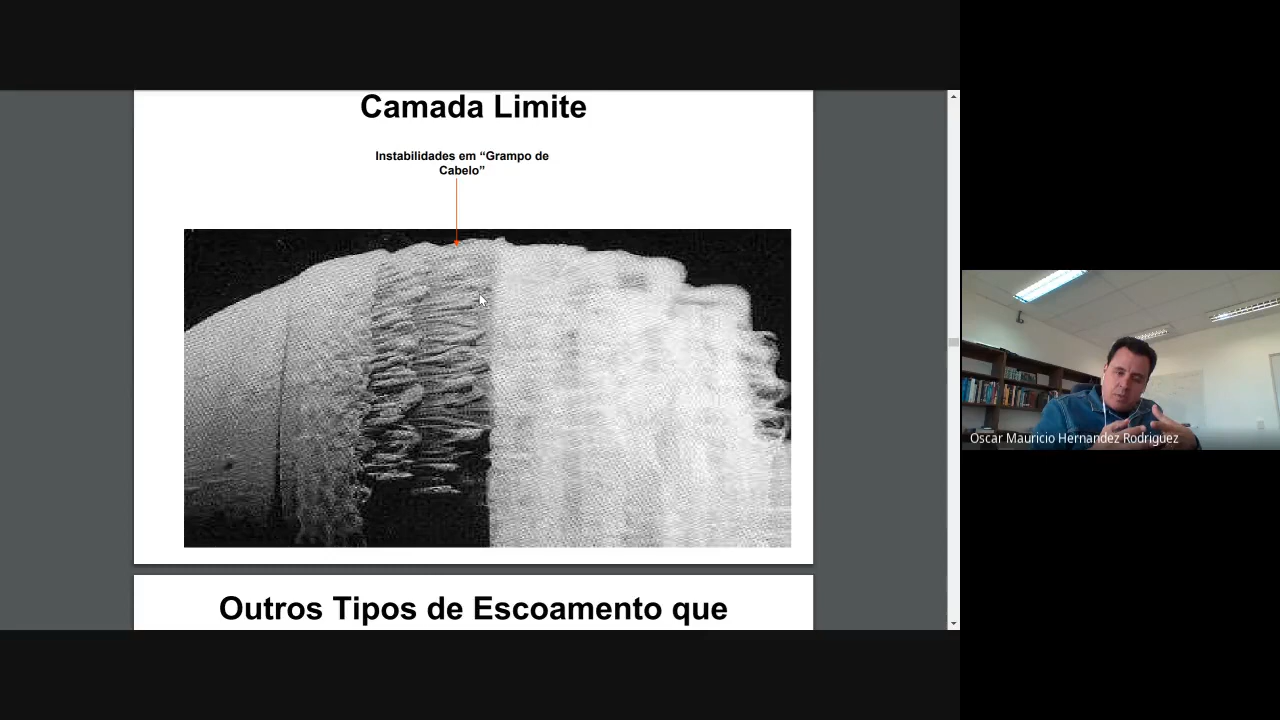 Camada Limite
Instabilidades em “Grampo de
Cabelo”
Outros Tipos de Escoamento que
Oscar Mauricio Hernandez Rodriguez